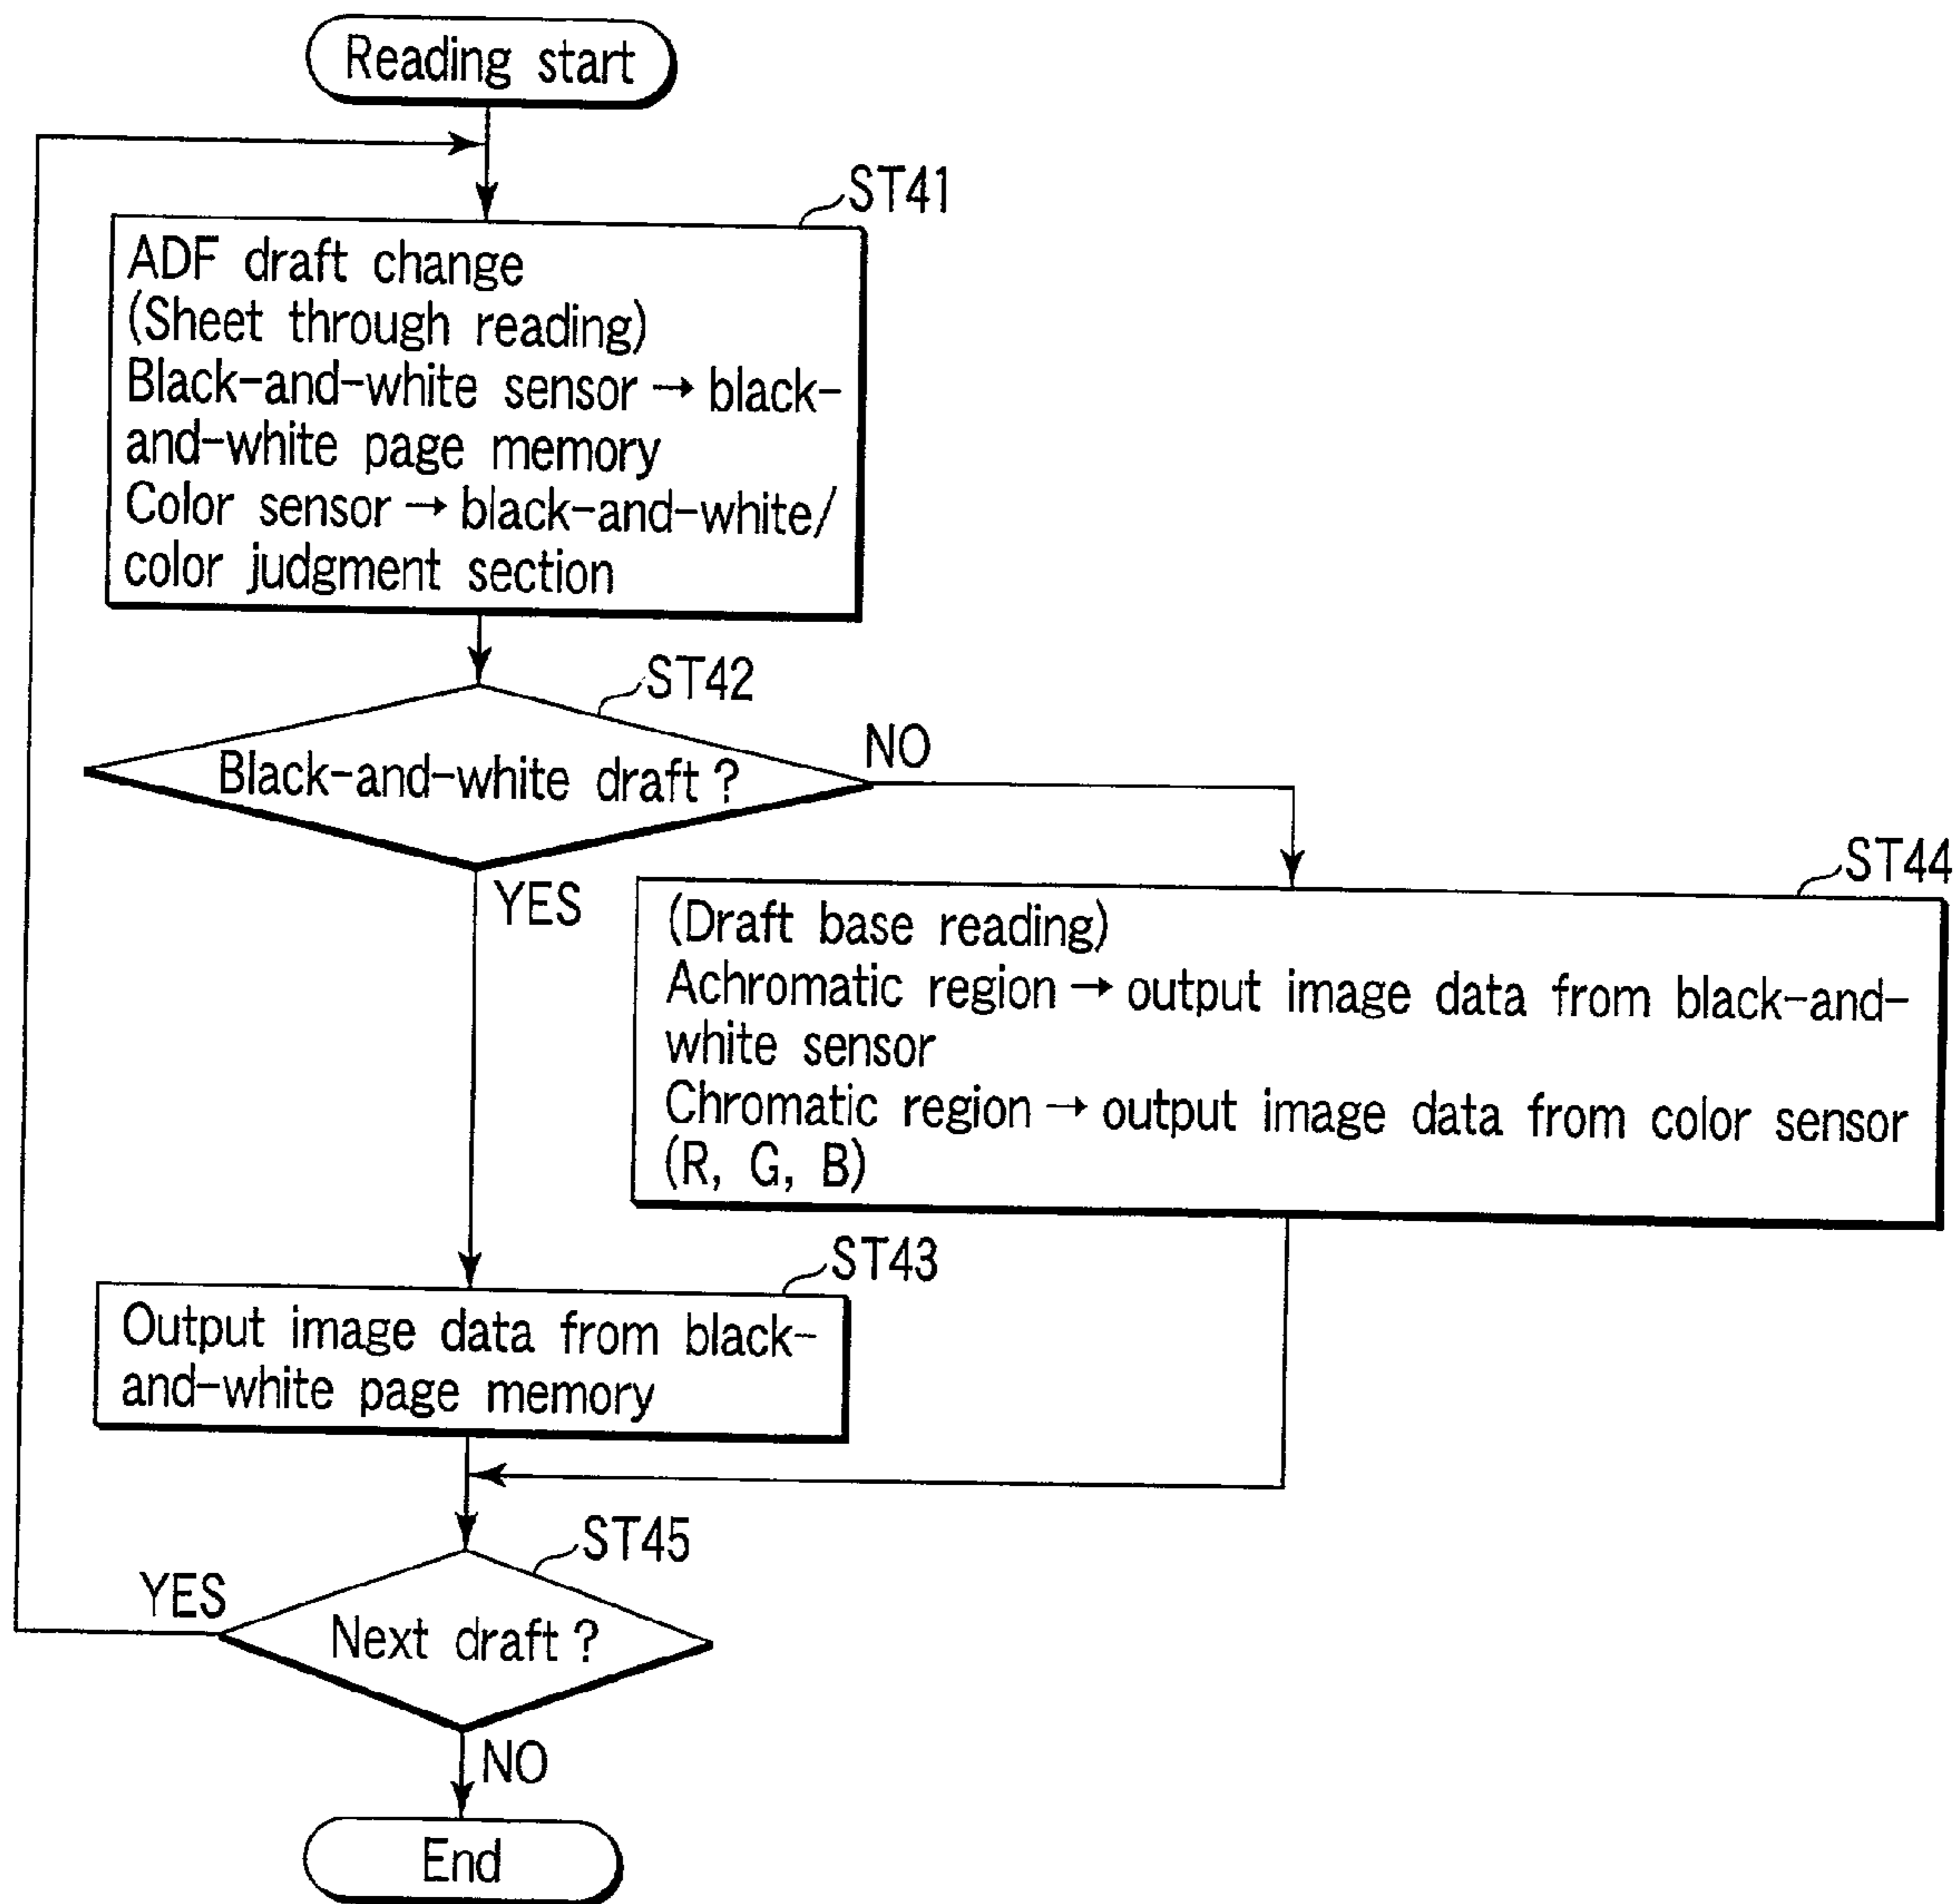 Reading start
ST41
ADF draft change
(Sheet through reading)
Black-and-white sensor → black-
and-white page memory
Color sensor → black-and-white/
color judgment section
ST42
Black-and-white draft ?
NO
YES
ST44
(Draft base reading)
Achromatic region → output image data from black-and-
white sensor
Chromatic region → output image data from color sensor
(R, G, B)
ST43
Output image data from black-
and-white page memory
ST45
YES
Next draft ?
NO
End